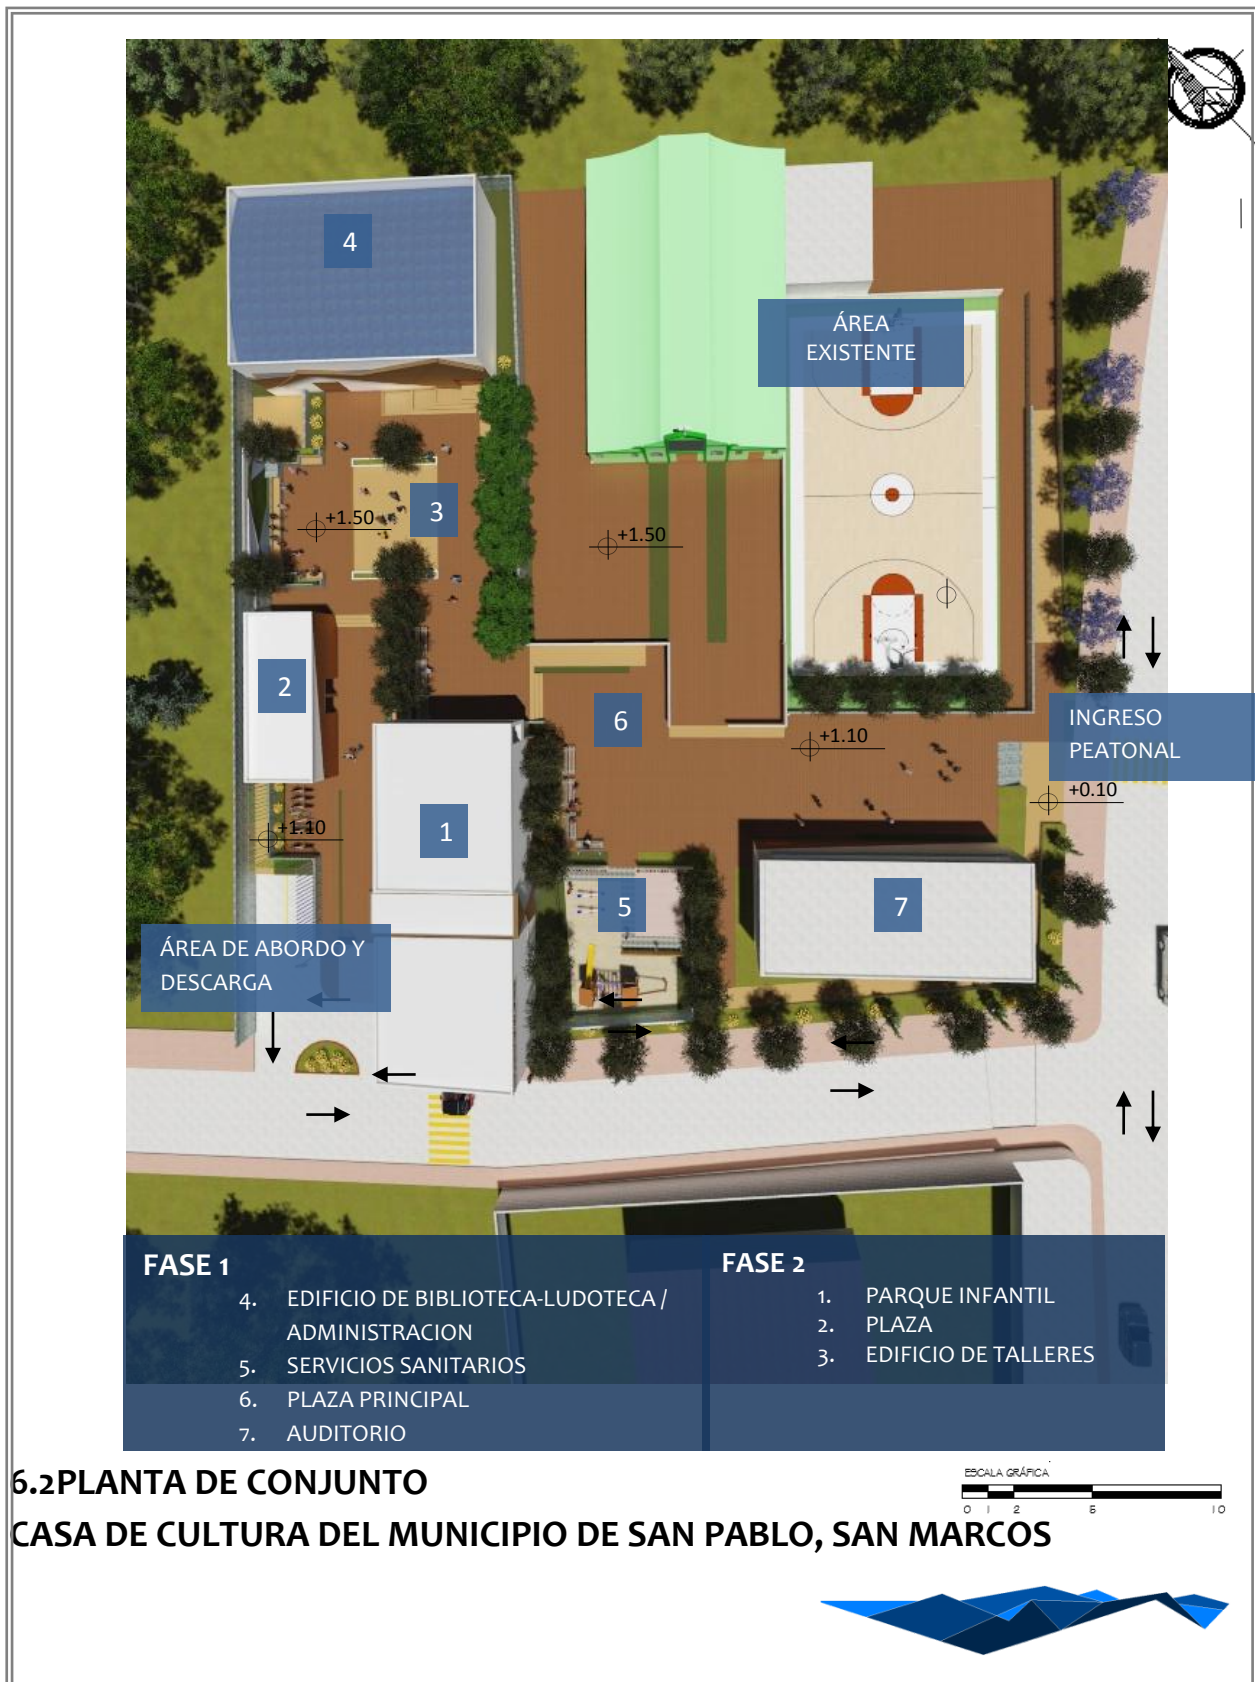 4
ÁREA
EXISTENTE
3
+1.50
+1.50
2
6
INGRESO
PEATONAL
+1.10
+0.10
+1.10
1
5
7
ÁREA DE ABORDO Y
DESCARGA
FASE 1
4. EDIFICIO DE BIBLIOTECA-LUDOTECA /
ADMINISTRACION
5. SERVICIOS SANITARIOS
6. PLAZA PRINCIPAL
7. AUDITORIO
FASE 2
1. PARQUE INFANTIL
2. PLAZA
3. EDIFICIO DE TALLERES
6.2PLANTA DE CONJUNTO
ESCALA GRÁFICA
0 1 2 5 10
CASA DE CULTURA DEL MUNICIPIO DE SAN PABLO, SAN MARCOS